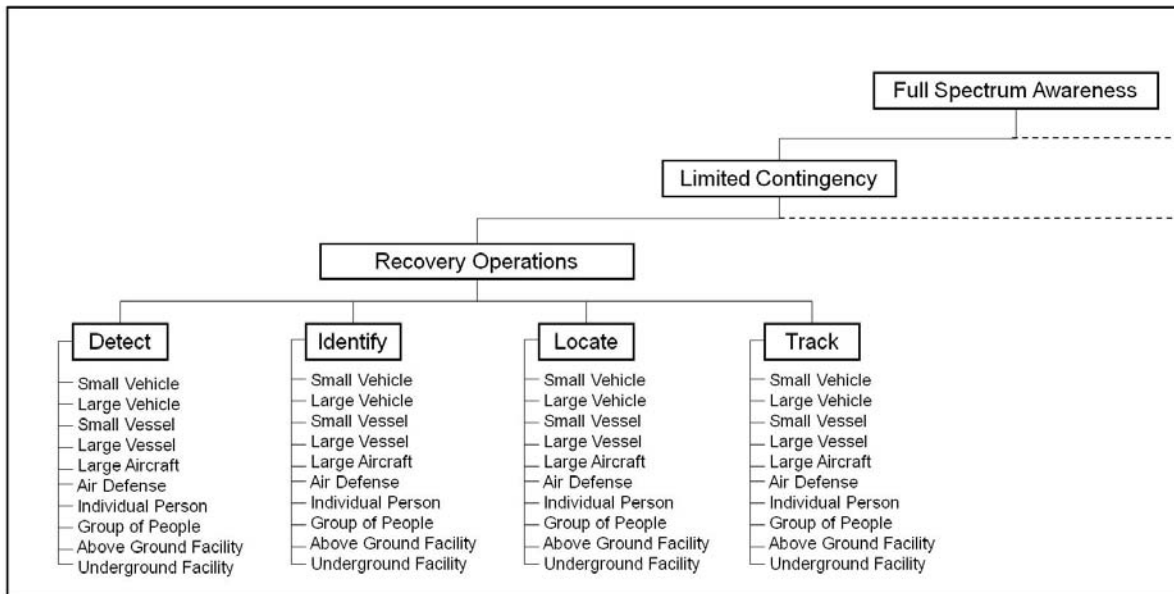 Full Spectrum Awareness
Limited Contingency
Recovery Operations
Detect
Small Vehicle
Large Vehicle
Small Vessel
Large Vessel
Large Aircraft
Air Defense
Individual Person
Group of People
Above Ground Facility
Underground Facility
Identify
Small Vehicle
Large Vehicle
Small Vessel
Large Vessel
Large Aircraft
Air Defense
Individual Person
Group of People
Above Ground Facility
Underground Facility
Locate
Small Vehicle
Large Vehicle
Small Vessel
Large Vessel
Large Aircraft
Air Defense
Individual Person
Group of People
Above Ground Facility
Underground Facility
Track
Small Vehicle
Large Vehicle
Small Vessel
Large Vessel
Large Aircraft
Air Defense
Individual Person
Group of People
Above Ground Facility
Underground Facility